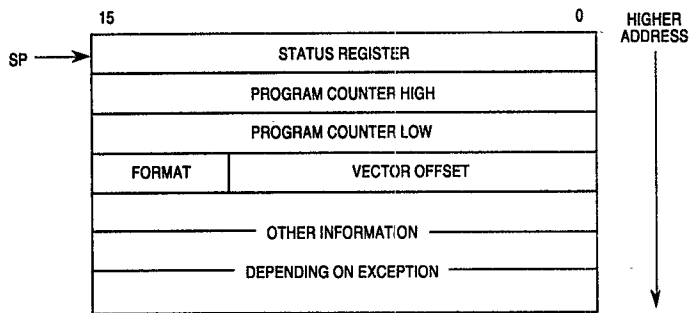 15 0 HIGHER
ADDRESS
SP STATUS REGISTER
PROGRAM COUNTER HIGH
PROGRAM COUNTER LOW
FORMAT VECTOR OFFSET
OTHER INFORMATION
DEPENDING ON EXCEPTION